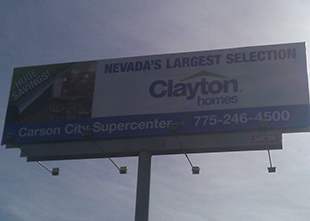 HUGE
SAVINGS!
NEVADA'S LARGEST SELECTION
Clayton
homes
Carson City Supercenter 775-246-4500